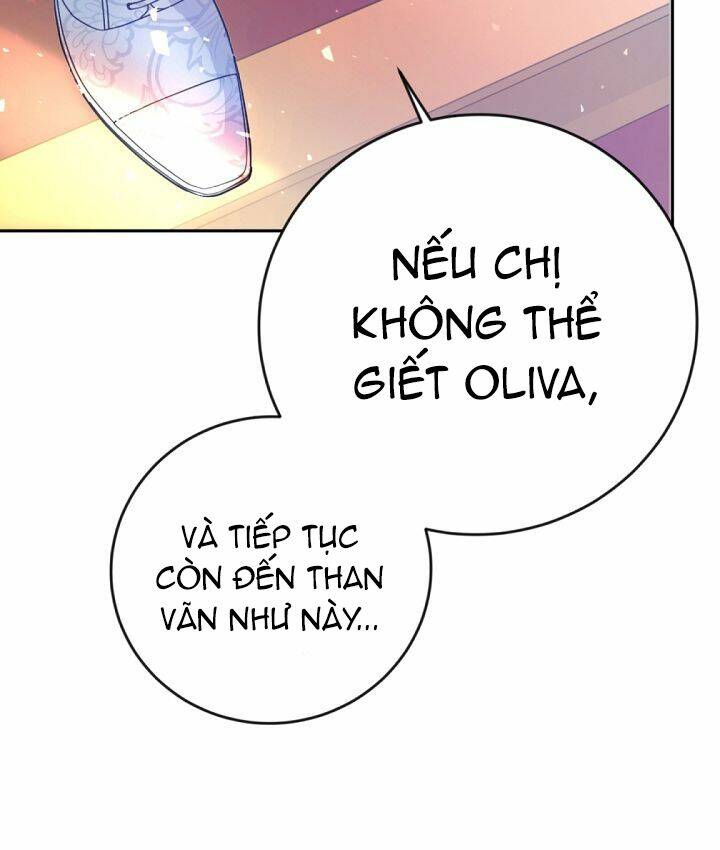 NẾU CHỊ
KHÔNG THỂ
GIẾT OLIVA,
VÀ TIẾP TỤC
CÒN ĐẾN THAN
VÃN NHƯ NÀY...